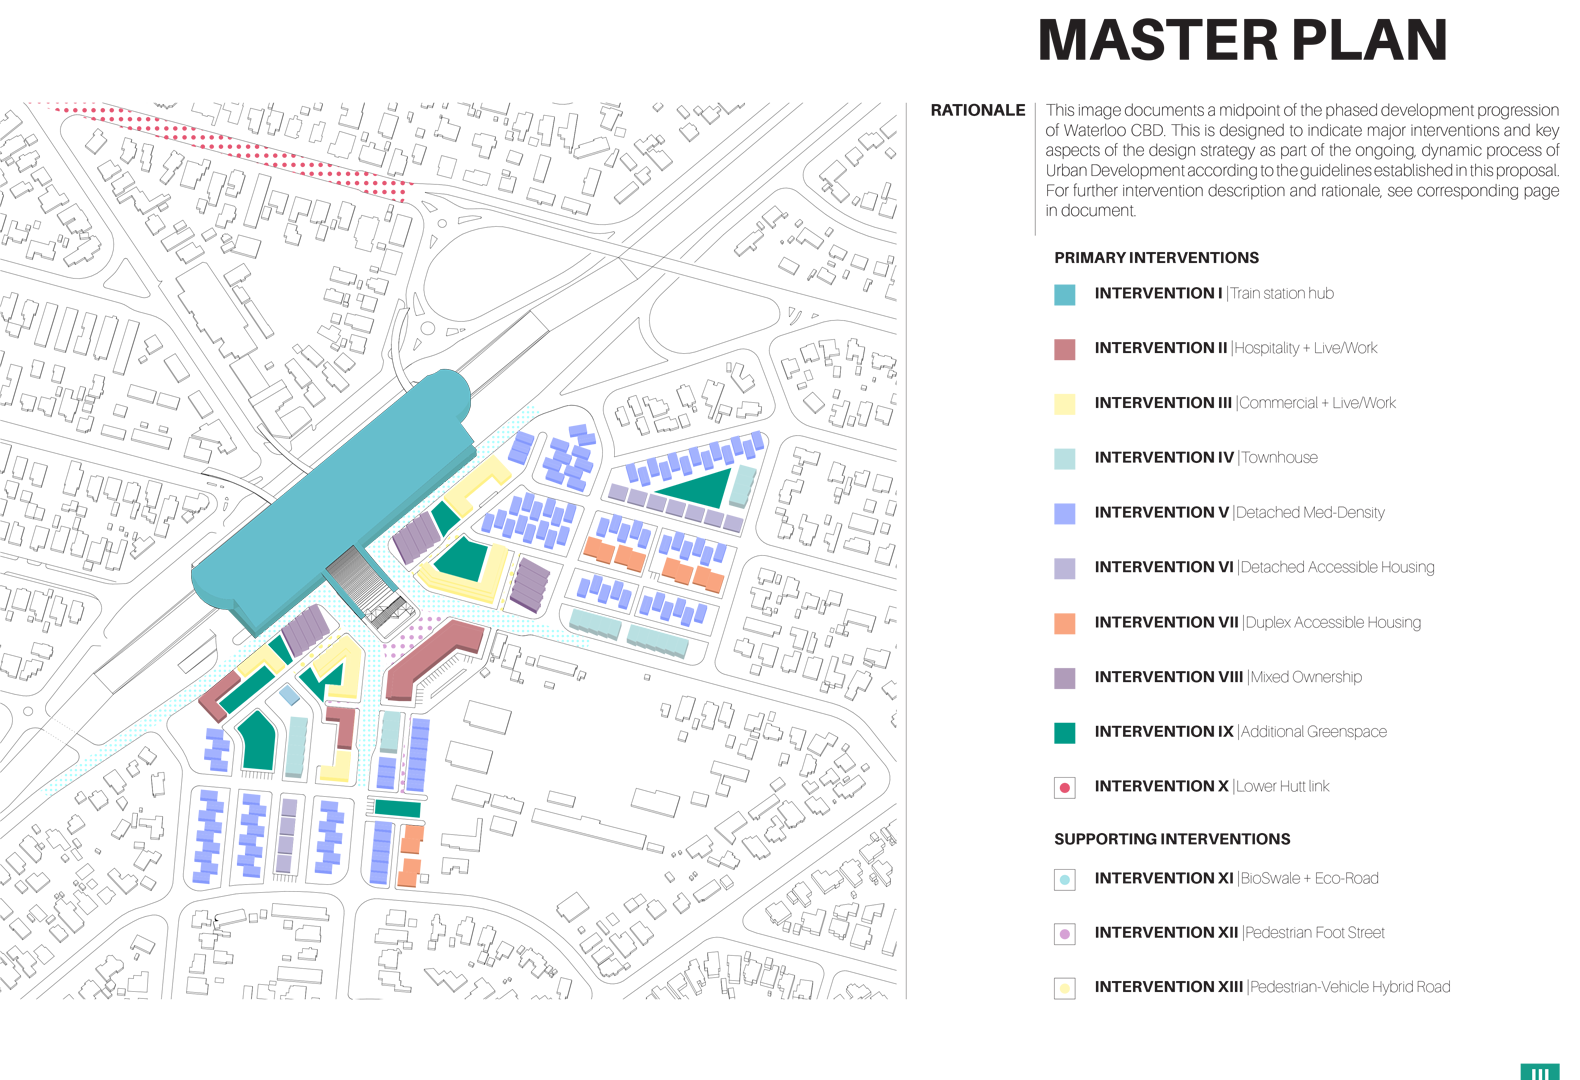 MASTER PLAN
RATIONALE
This image documents a midpoint of the phased development progression
of Waterloo CBD. This is designed to indicate major interventions and key
aspects of the design strategy as part of the ongoing, dynamic process of
Urban Development according to the guidelines established in this proposal.
For further intervention description and rationale, see corresponding page
in document.
PRIMARY INTERVENTIONS
INTERVENTION I | Train station hub
INTERVENTION II | Hospitality + Live/Work
INTERVENTION III | Commercial + Live/Work
INTERVENTION IV | Townhouse
INTERVENTION V | Detached Med-Density
INTERVENTION VI | Detached Accessible Housing
INTERVENTION VII | Duplex Accessible Housing
INTERVENTION VIII | Mixed Ownership
INTERVENTION IX | Additional Greenspace
INTERVENTION X | Lower Hutt link
SUPPORTING INTERVENTIONS
INTERVENTION XI | BioSwale + Eco-Road
INTERVENTION XII | Pedestrian Foot Street
INTERVENTION XIII | Pedestrian-Vehicle Hybrid Road
III